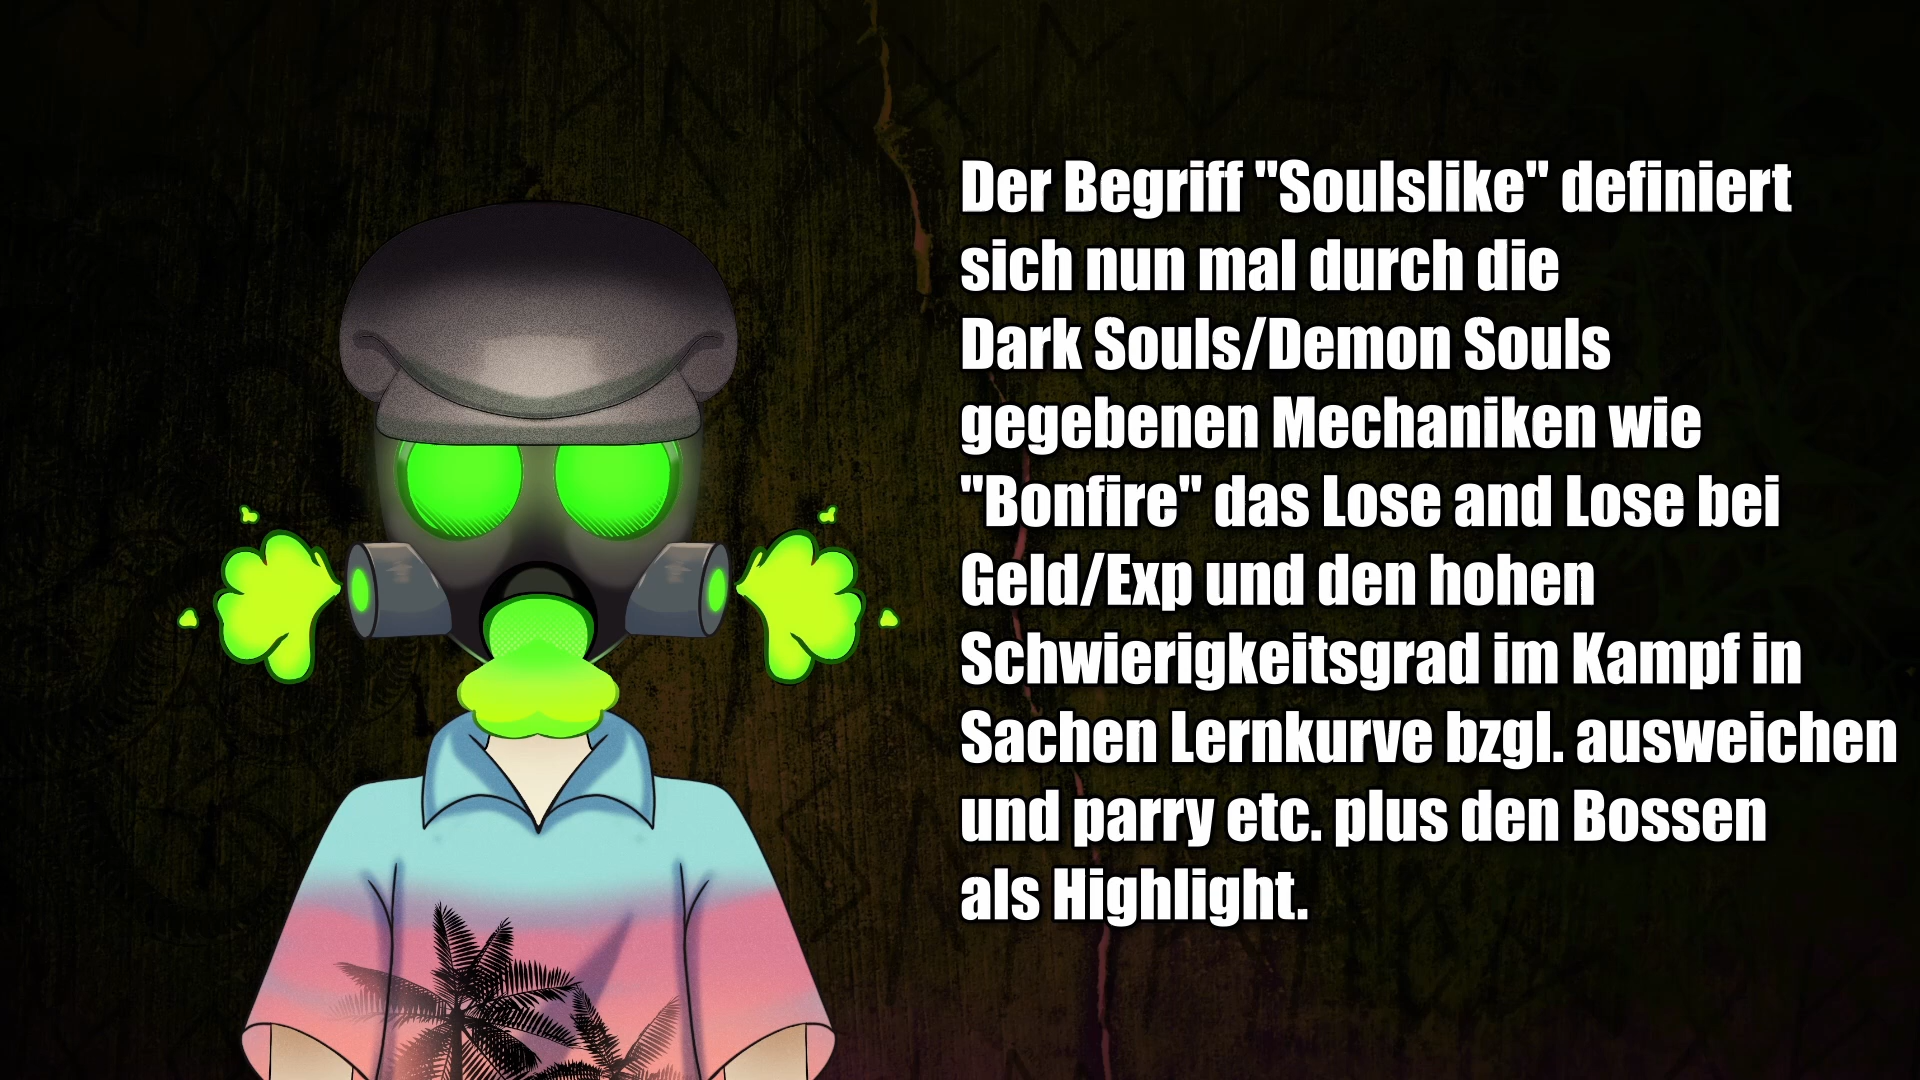 Der Begriff "Soulslike" definiert
sich nun mal durch die
Dark Souls/Demon Souls
gegebenen Mechaniken wie
"Bonfire" das Lose and Lose bei
Geld/Exp und den hohen
Schwierigkeitsgrad im Kampf in
Sachen Lernkurve bzgl. ausweichen
und parry etc. plus den Bossen
als Highlight.